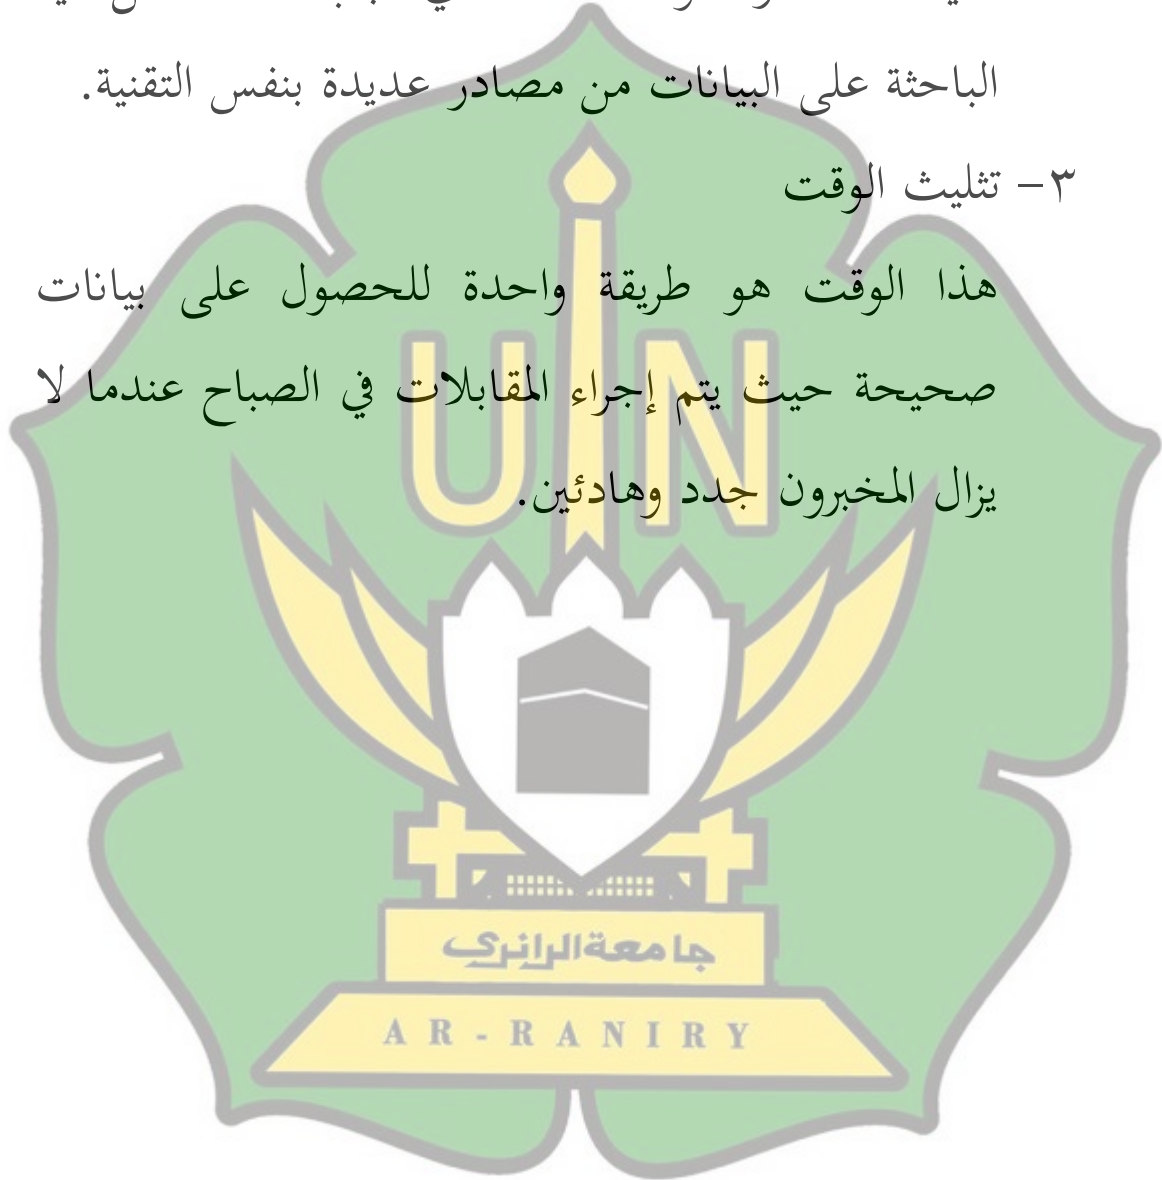 الباحثة على البيانات من مصادر عديدة بنفس التقنية.
٣- تثليث الوقت
هذا الوقت هو طريقة واحدة للحصول على بيانات
صحيحة حيث يتم إجراء المقابلات في الصباح عندما لا
يزال المخبرون جدد وهادئين.
UIN
جامعة الرانري
AR-RANIRY